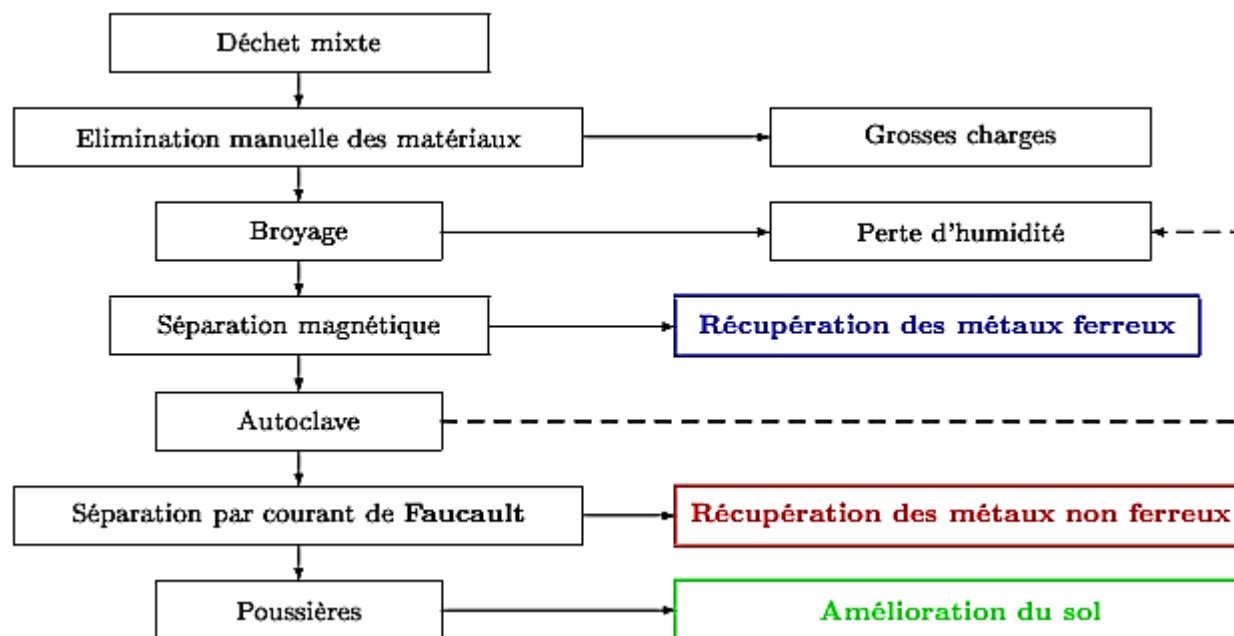 Déchet mixte
Elimination manuelle des matériaux
Grosses charges
Broyage
Perte d'humidité
Séparation magnétique
Récupération des métaux ferreux
Autoclave
Séparation par courant de Faucault
Récupération des métaux non ferreux
Poussières
Amélioration du sol